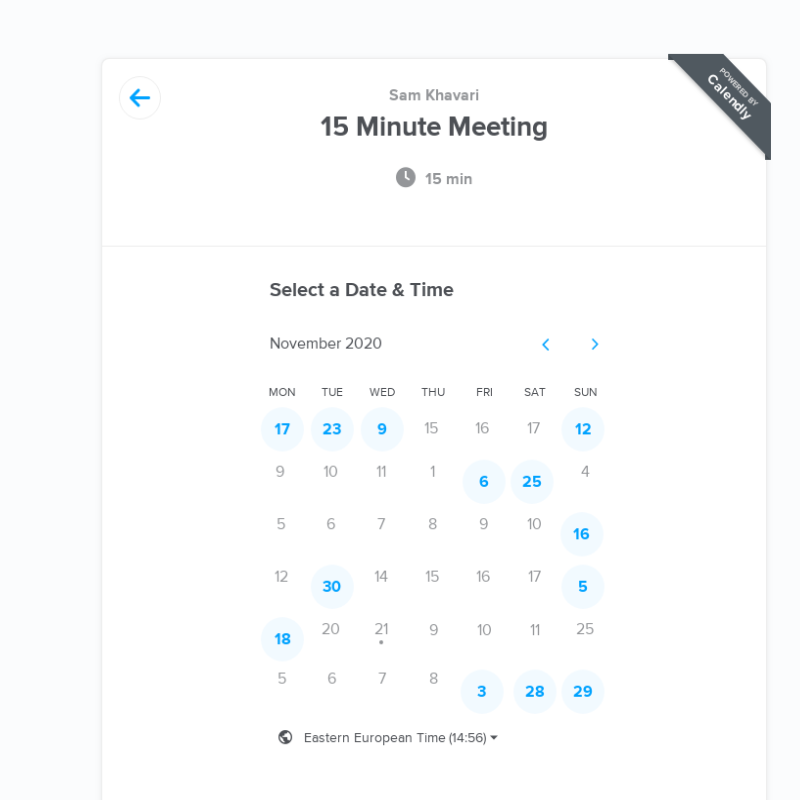 POWERED BY
Calendly
Sam Khavari
15 Minute Meeting
15 min
Select a Date & Time
November 2020
MON TUE WED THU FRI SAT SUN
17 23 9 15 16 17 12
9 10 11 1 6 25 4
5 6 7 8 9 10 16
12 30 14 15 16 17 5
18 20 21 9 10 11 25
5 6 7 8 3 28 29
Eastern European Time (14:56)